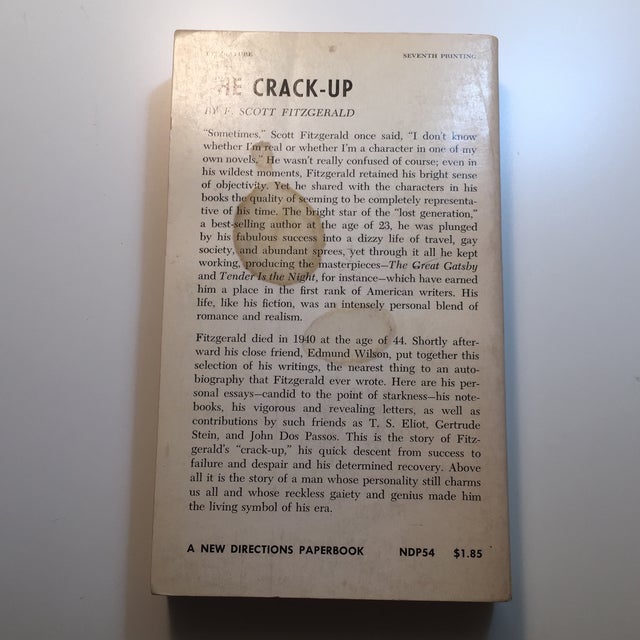 SEVENTH PRINTING
HE CRACK-UP
BY F. SCOTT FITZGERALD
"Sometimes," Scott Fitzgerald once said, "I don't know
whether I'm real or whether I'm a character in one of my
own novels." He wasn't really confused of course; even in
his wildest moments, Fitzgerald retained his bright sense
of objectivity. Yet he shared with the characters in his
books the quality of seeming to be completely representa-
tive of his time. The bright star of the "lost generation,"
a best-selling author at the age of 23, he was plunged
by his fabulous success into a dizzy life of travel, gay
society, and abundant sprees, yet through it all he kept
working, producing the masterpieces—The Great Gatsby
and Tender Is the Night, for instance—which have earned
him a place in the first rank of American writers. His
life, like his fiction, was an intensely personal blend of
romance and realism.
Fitzgerald died in 1940 at the age of 44. Shortly after-
ward his close friend, Edmund Wilson, put together this
selection of his writings, the nearest thing to an auto-
biography that Fitzgerald ever wrote. Here are his per-
sonal essays—candid to the point of starkness—his note-
books, his vigorous and revealing letters, as well as
contributions by such friends as T. S. Eliot, Gertrude
Stein, and John Dos Passos. This is the story of Fitz-
gerald's "crack-up," his quick descent from success to
failure and despair and his determined recovery. Above
all it is the story of a man whose personality still charms
us all and whose reckless gaiety and genius made him
the living symbol of his era.
A NEW DIRECTIONS PAPERBOOK NDP54 $1.85